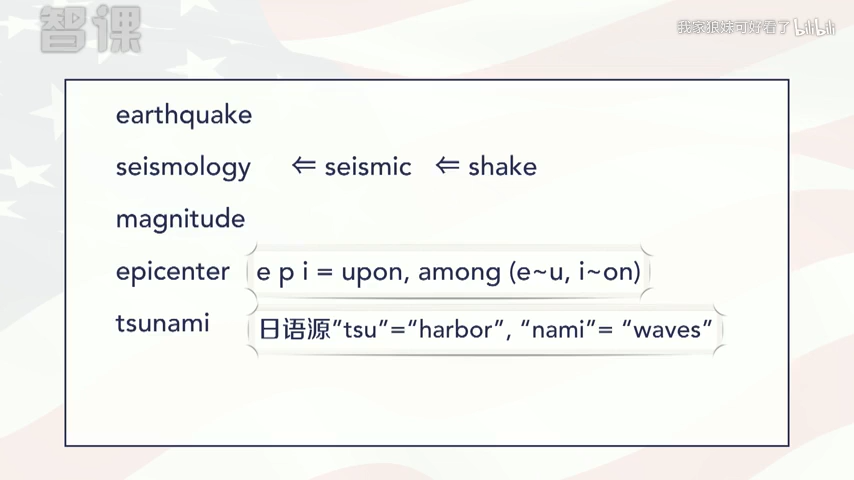 智课
我家狼妹可好看了 bilibili
earthquake
seismology ⇐ seismic ⇐ shake
magnitude
epicenter e p i = upon, among (e~u, i~on)
tsunami 日语源”tsu”=“harbor”, “nami”= “waves”